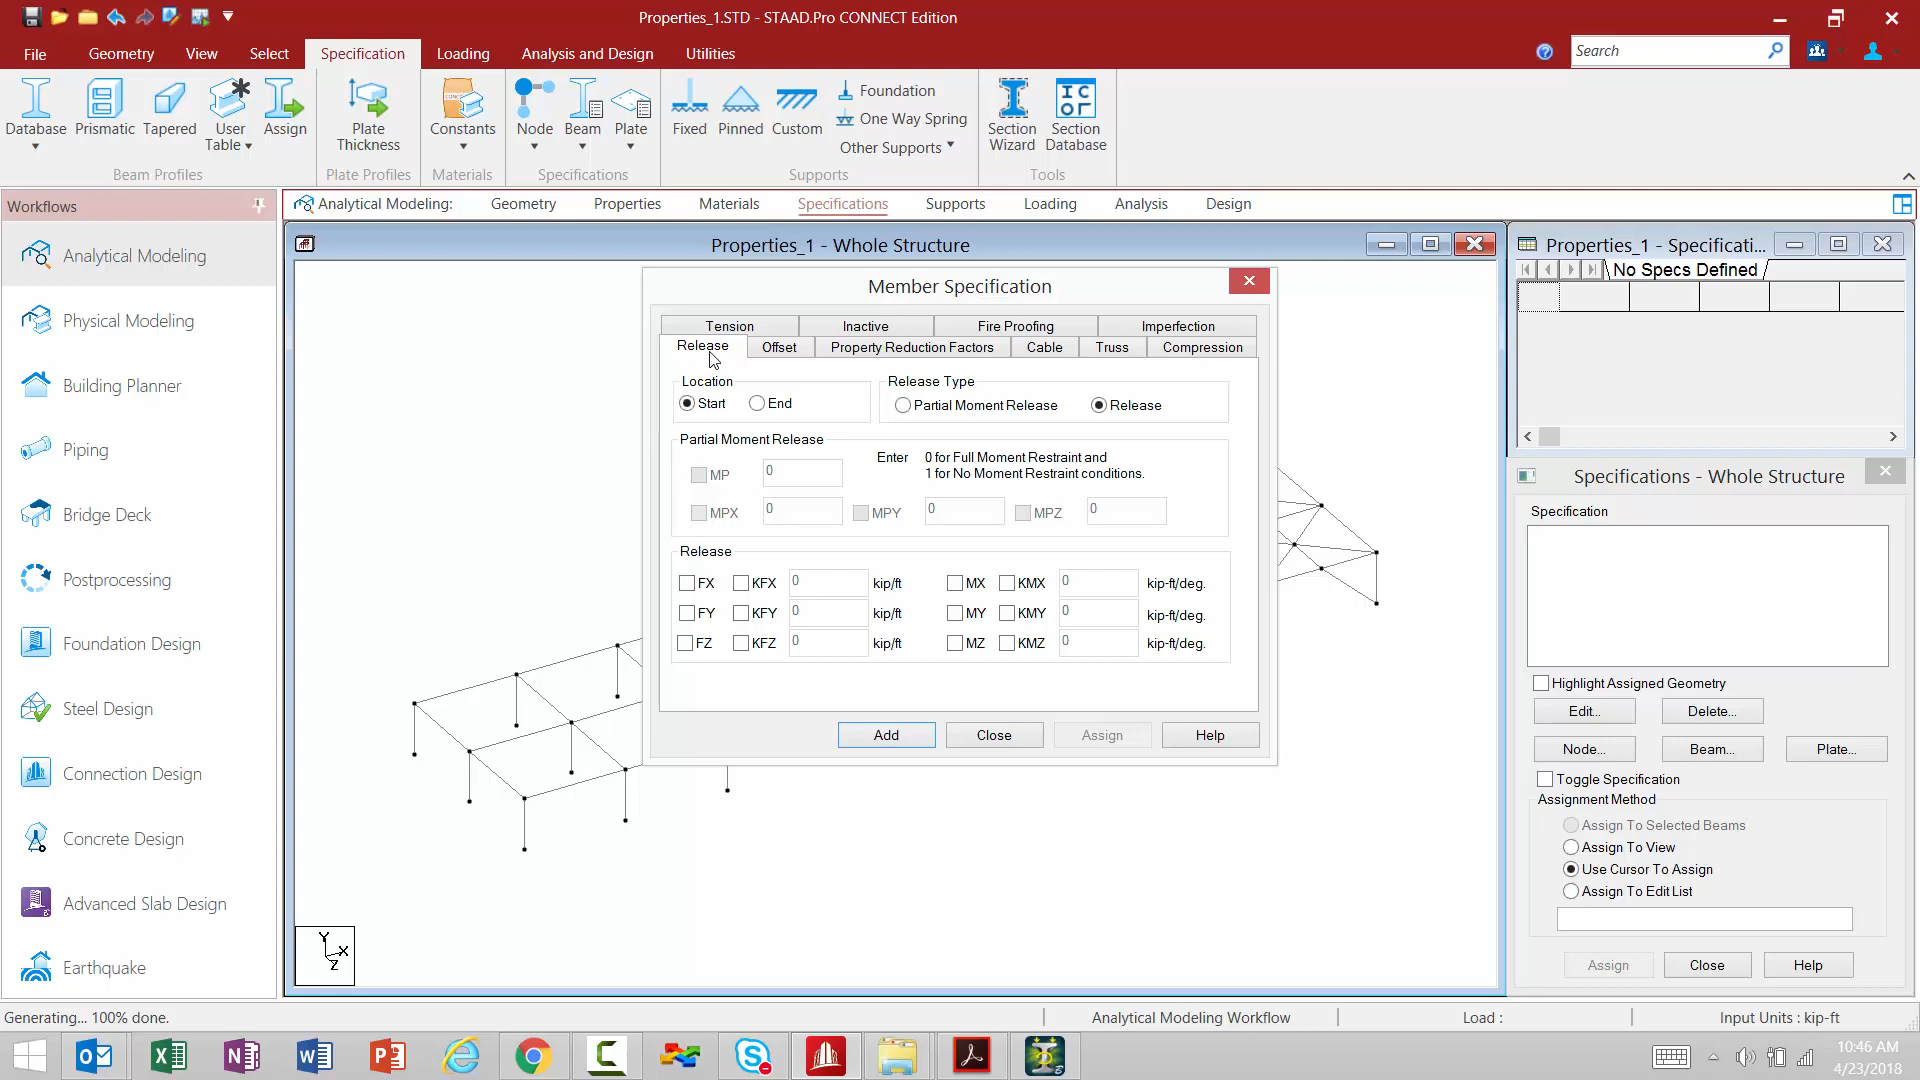 Properties_1.STD - STAAD.Pro CONNECT Edition
File
Geometry
View
Select
Specification
Loading
Analysis and Design
Utilities
Search
Database
Prismatic
Tapered
User
Table
Assign
Beam Profiles
Plate
Thickness
Plate Profiles
Constants
Materials
Node
Beam
Plate
Specifications
Fixed
Pinned
Custom
Foundation
One Way Spring
Other Supports
Supports
Section
Wizard
Section
Database
Tools
Workflows
Analytical Modeling
Physical Modeling
Building Planner
Piping
Bridge Deck
Postprocessing
Foundation Design
Steel Design
Connection Design
Concrete Design
Advanced Slab Design
Earthquake
Analytical Modeling:
Geometry
Properties
Materials
Specifications
Supports
Loading
Analysis
Design
Properties_1 - Whole Structure
Member Specification
Tension
Inactive
Fire Proofing
Imperfection
Release
Offset
Property Reduction Factors
Cable
Truss
Compression
Location
Start
End
Release Type
Partial Moment Release
Release
Partial Moment Release
MP
0
Enter
0 for Full Moment Restraint and
1 for No Moment Restraint conditions.
MPX
0
MPY
0
MPZ
0
Release
FX
KFX
0
kip/ft
MX
KMX
0
kip-ft/deg.
FY
KFY
0
kip/ft
MY
KMY
0
kip-ft/deg.
FZ
KFZ
0
kip/ft
MZ
KMZ
0
kip-ft/deg.
Add
Close
Assign
Help
Y
X
Z
Properties_1 - Specificati...
No Specs Defined
Specifications - Whole Structure
Specification
Highlight Assigned Geometry
Edit...
Delete...
Node...
Beam...
Plate...
Toggle Specification
Assignment Method
Assign To Selected Beams
Assign To View
Use Cursor To Assign
Assign To Edit List
Assign
Close
Help
Generating... 100% done.
Analytical Modeling Workflow
Load :
Input Units : kip-ft
10:46 AM
4/23/2018